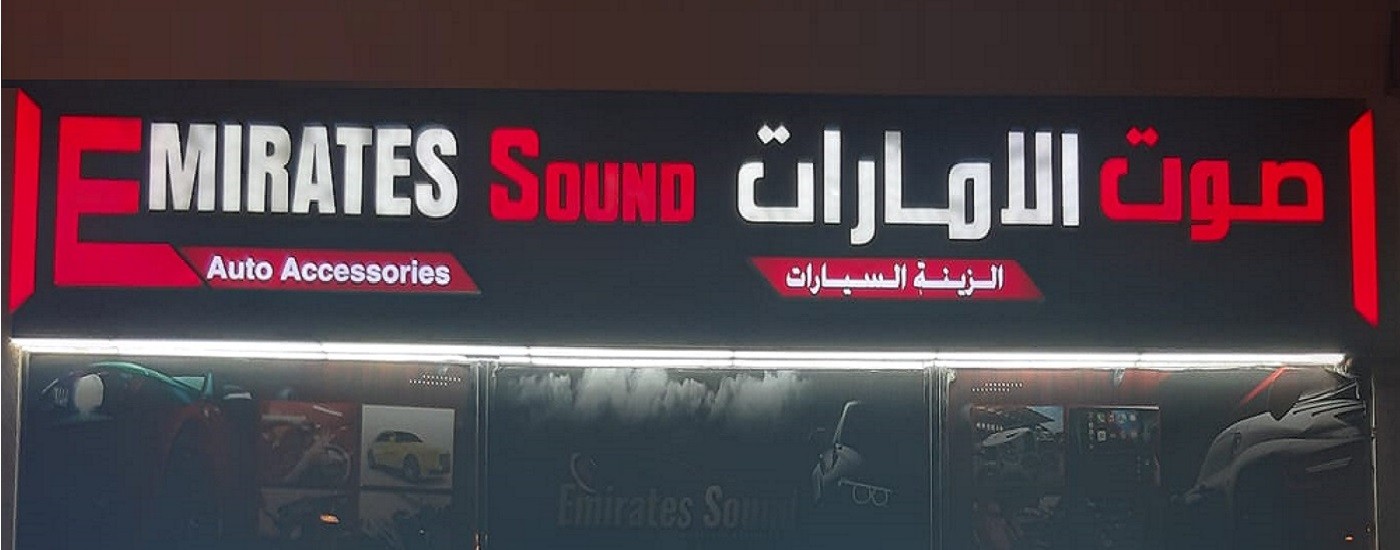 EMIRATES SOUND
صوت الامارات
Auto Accessories
الزينة السيارات
Emirates Sound